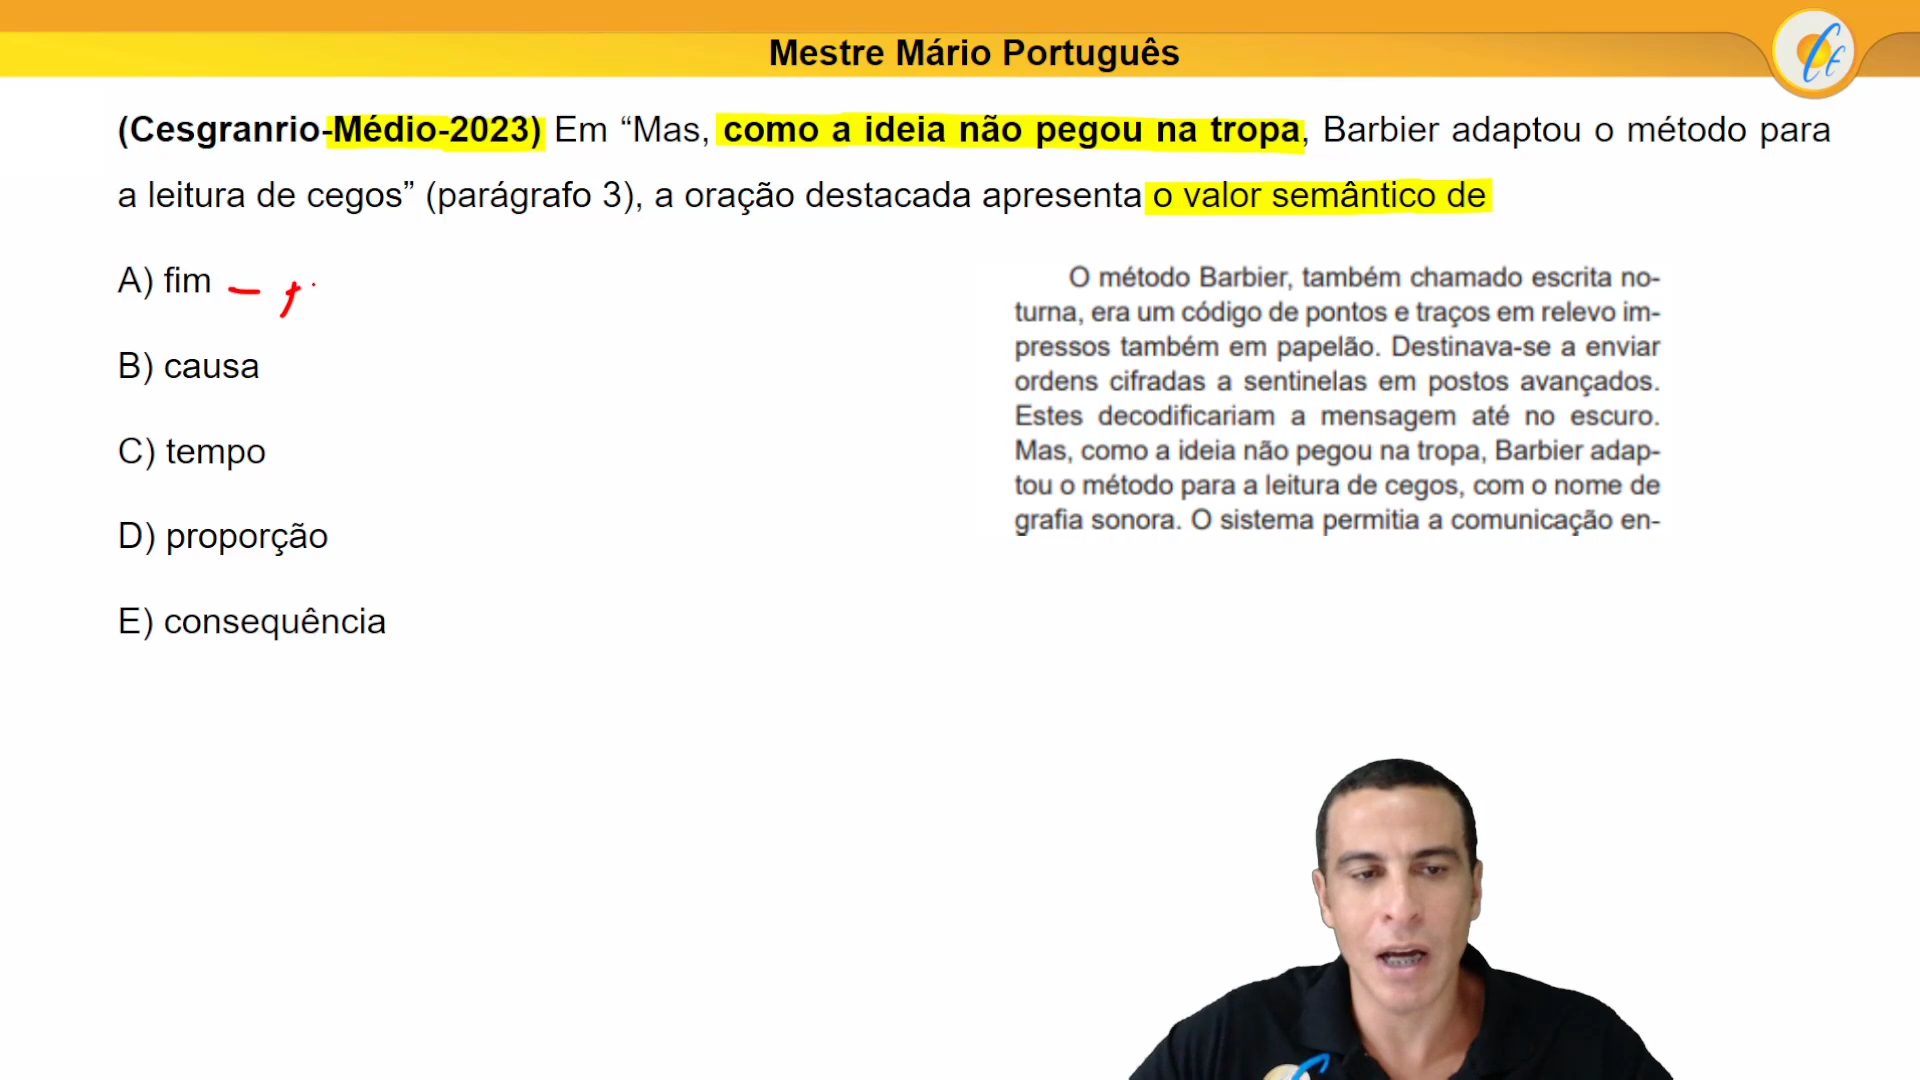 Mestre Mário Português
(Cesgranrio-Médio-2023) Em “Mas, como a ideia não pegou na tropa, Barbier adaptou o método para
a leitura de cegos” (parágrafo 3), a oração destacada apresenta o valor semântico de
A) fim
B) causa
C) tempo
D) proporção
E) consequência
O método Barbier, também chamado escrita no-
turna, era um código de pontos e traços em relevo im-
pressos também em papelão. Destinava-se a enviar
ordens cifradas a sentinelas em postos avançados.
Estes decodificariam a mensagem até no escuro.
Mas, como a ideia não pegou na tropa, Barbier adap-
tou o método para a leitura de cegos, com o nome de
grafia sonora. O sistema permitia a comunicação en-